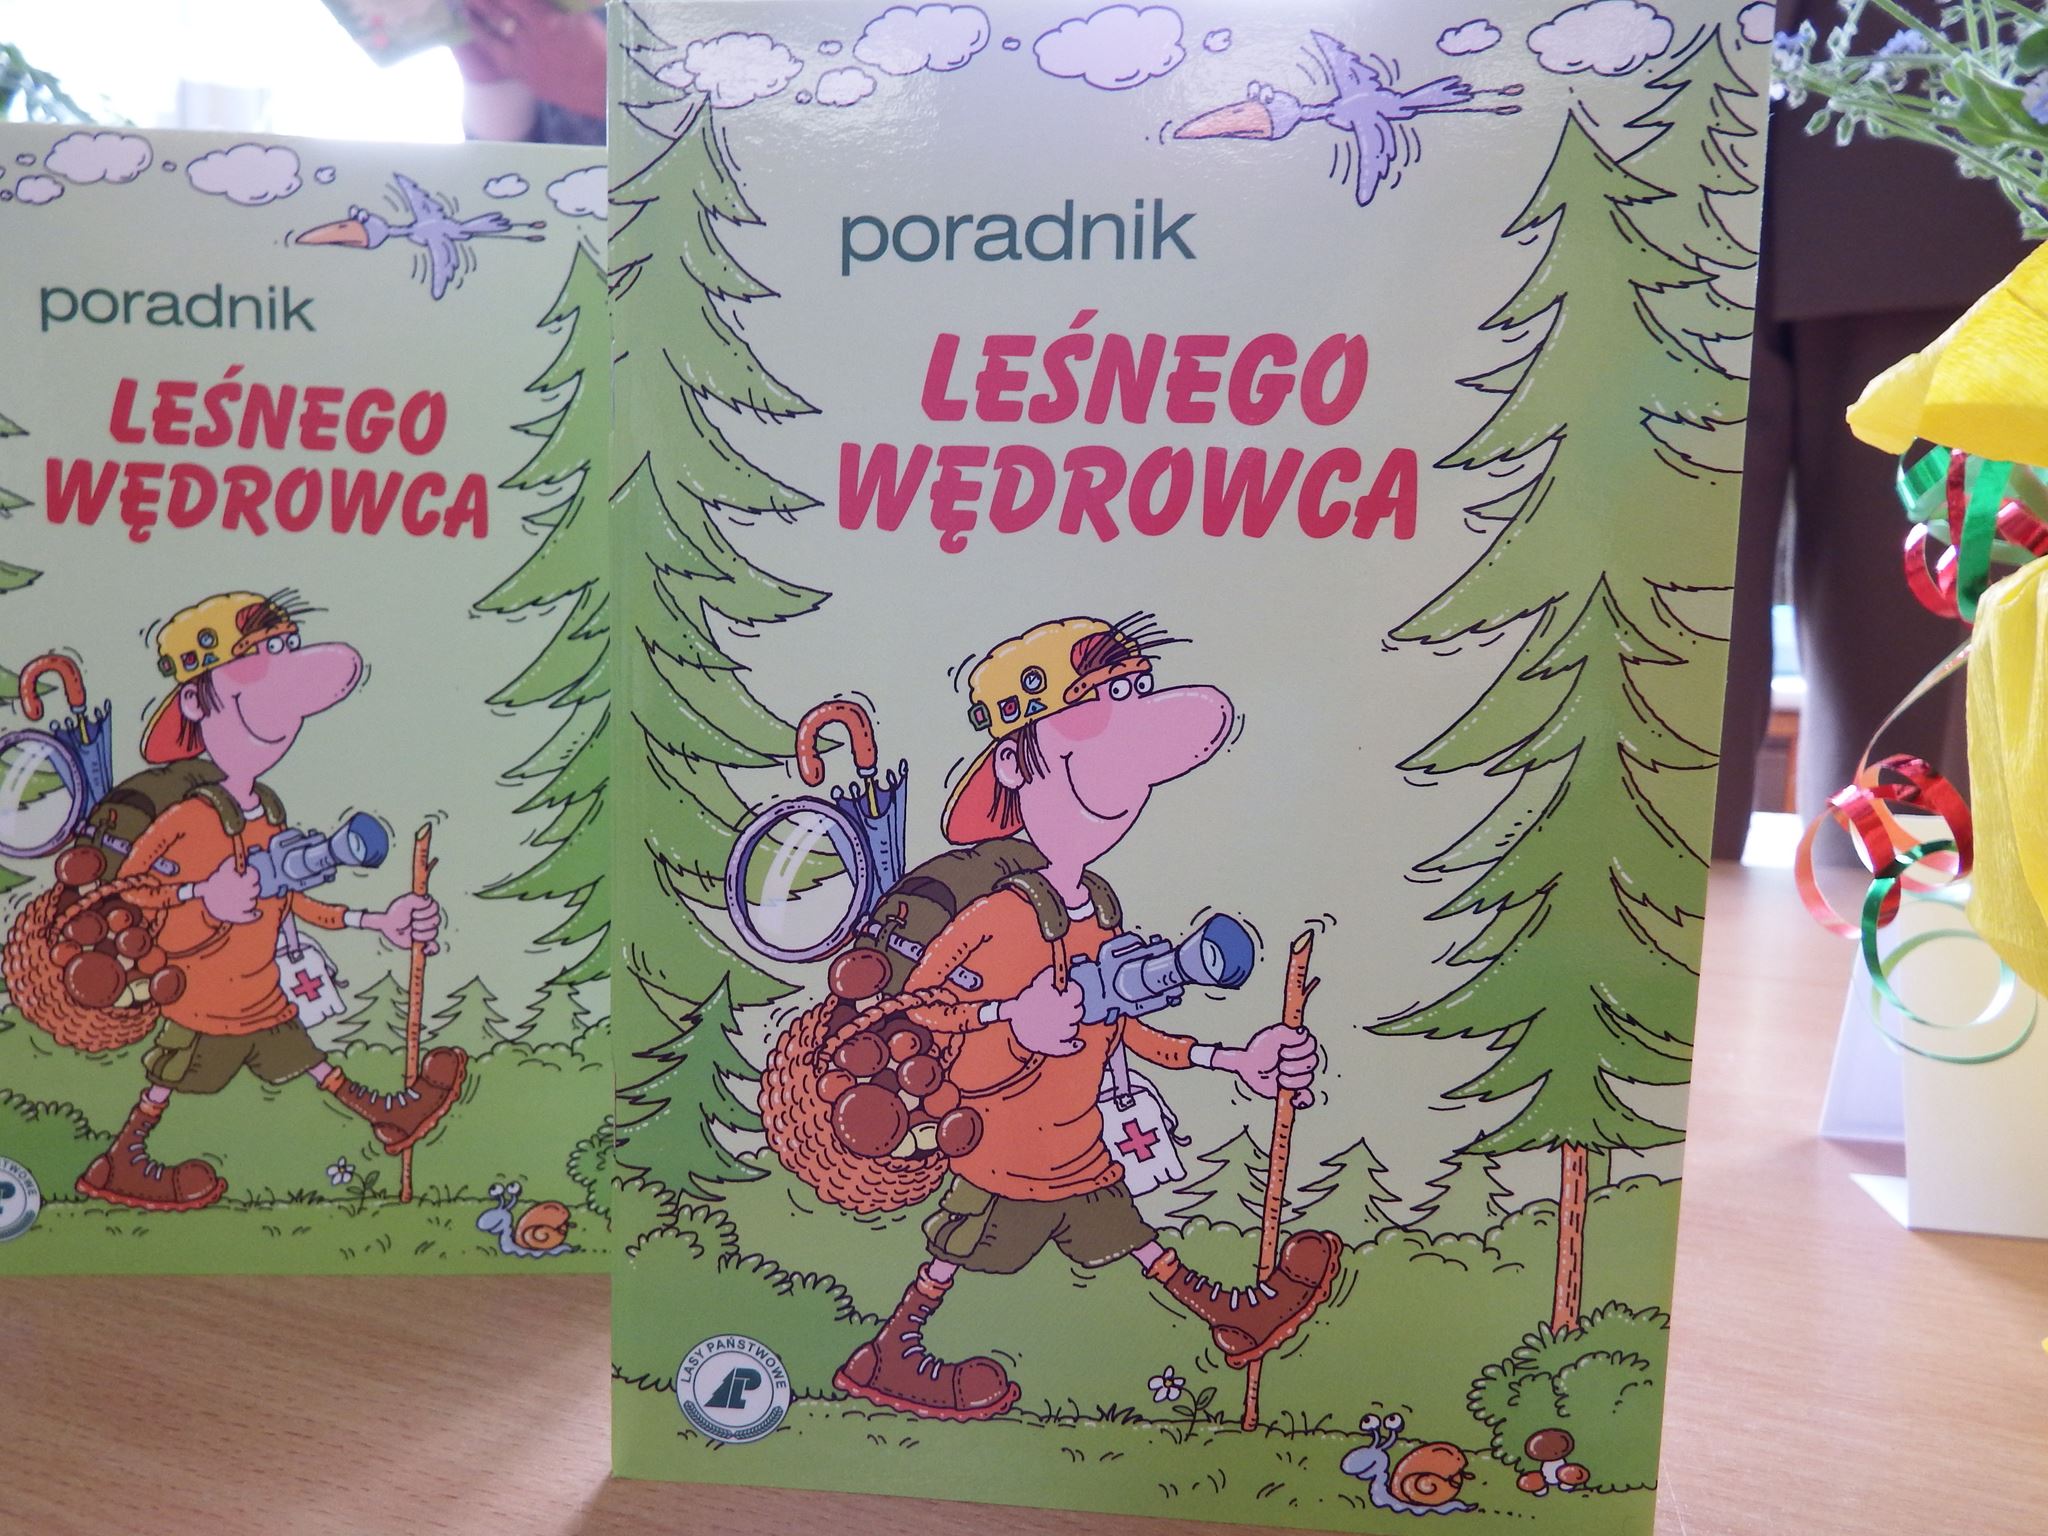 poradnik
LEŚNEGO
WĘDROWCA
poradnik
LEŚNEGO
WĘDROWCA
LASY PAŃSTWOWE